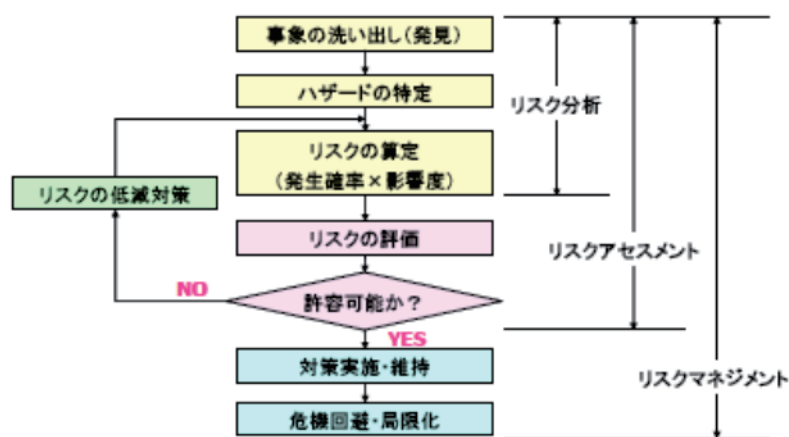 事象の洗い出し(発見)
ハザードの特定
リスク分析
リスクの算定
(発生確率×影響度)
リスクの低減対策
リスクの評価
リスクアセスメント
NO
許容可能か?
YES
対策実施・維持
リスクマネジメント
危機回避・局限化